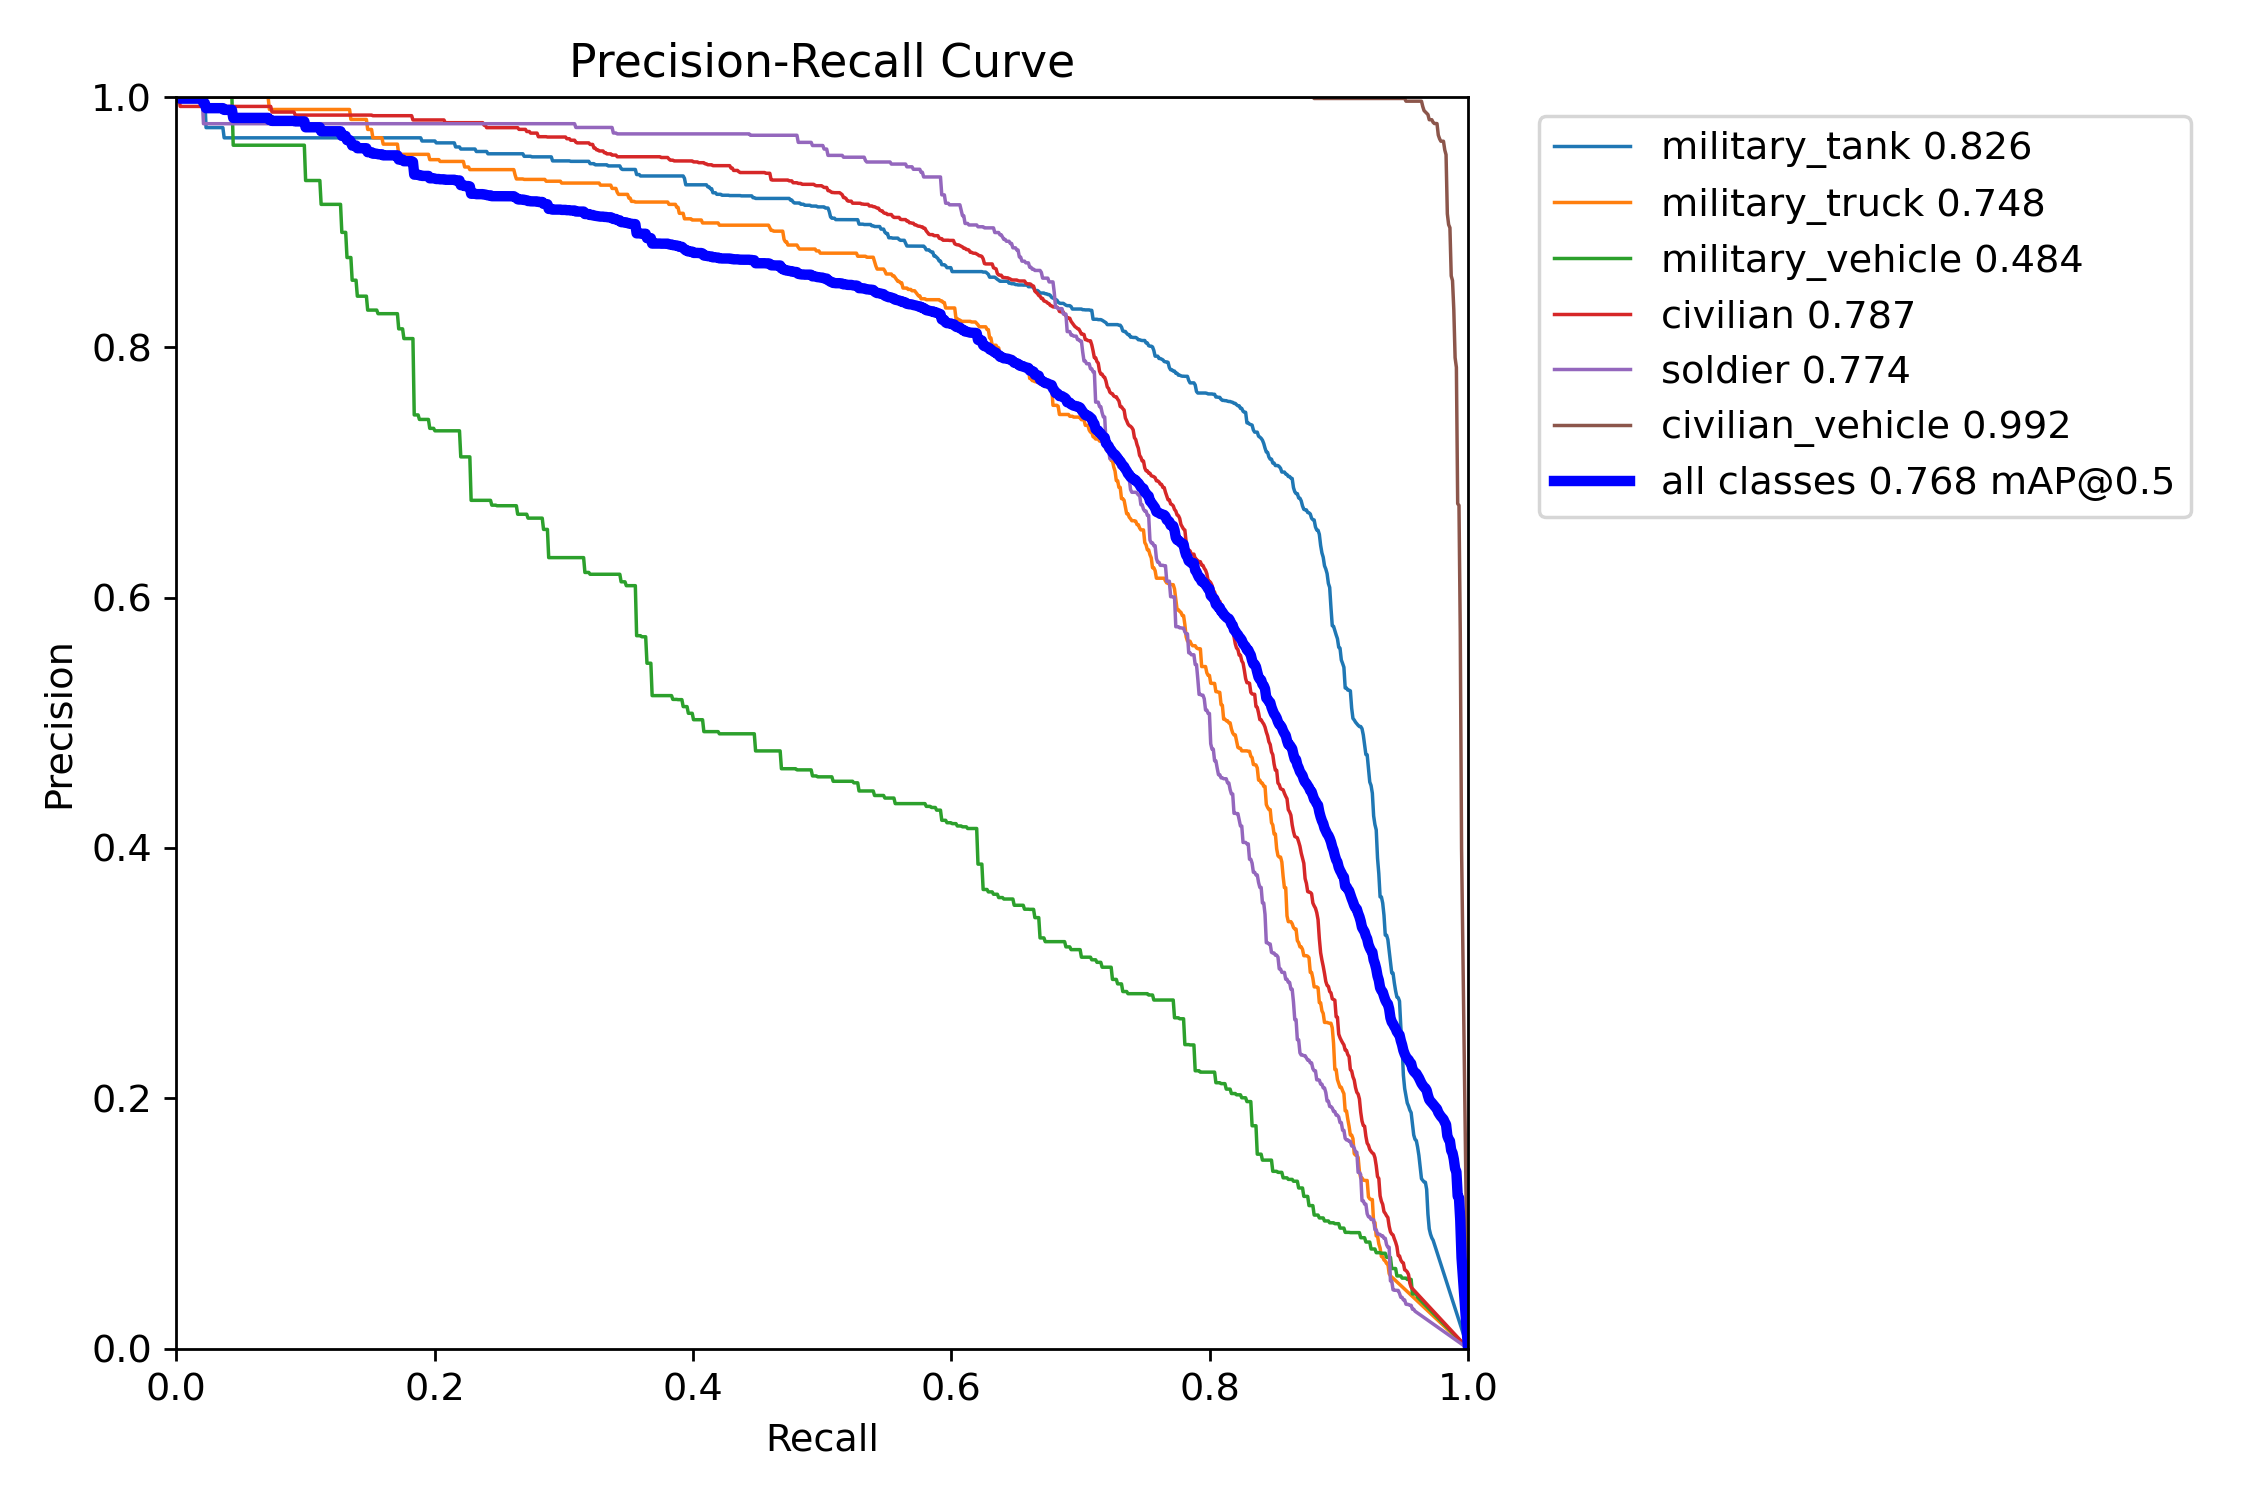 Precision-Recall Curve
1.0
0.8
0.6
0.4
0.2
0.0
Precision
0.0 0.2 0.4 0.6 0.8 1.0
Recall
military_tank 0.826
military_truck 0.748
military_vehicle 0.484
civilian 0.787
soldier 0.774
civilian_vehicle 0.992
all classes 0.768 mAP@0.5